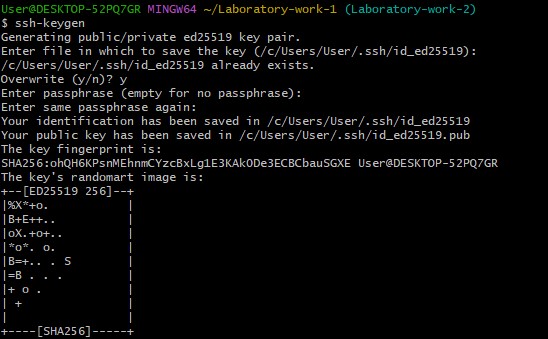 User@DESKTOP-52PQ7GR MINGW64 ~/Laboratory-work-1 (Laboratory-work-2)
$ ssh-keygen
Generating public/private ed25519 key pair.
Enter file in which to save the key (/c/Users/User/.ssh/id_ed25519):
/c/Users/User/.ssh/id_ed25519 already exists.
Overwrite (y/n)? y
Enter passphrase (empty for no passphrase):
Enter same passphrase again:
Your identification has been saved in /c/Users/User/.ssh/id_ed25519
Your public key has been saved in /c/Users/User/.ssh/id_ed25519.pub
The key fingerprint is:
SHA256:ohQH6KPsnMEhnmCYzcBxLg1E3KAkODe3ECBCbauSGXE User@DESKTOP-52PQ7GR
The key's randomart image is:
+--[ED25519 256]--+
|%X*+o.           |
|B+E++..          |
|oX.+o+..         |
|*o*. o.          |
|B=+.. . S        |
|=B . . .         |
|+ o .            |
| +               |
|                 |
+----[SHA256]-----+